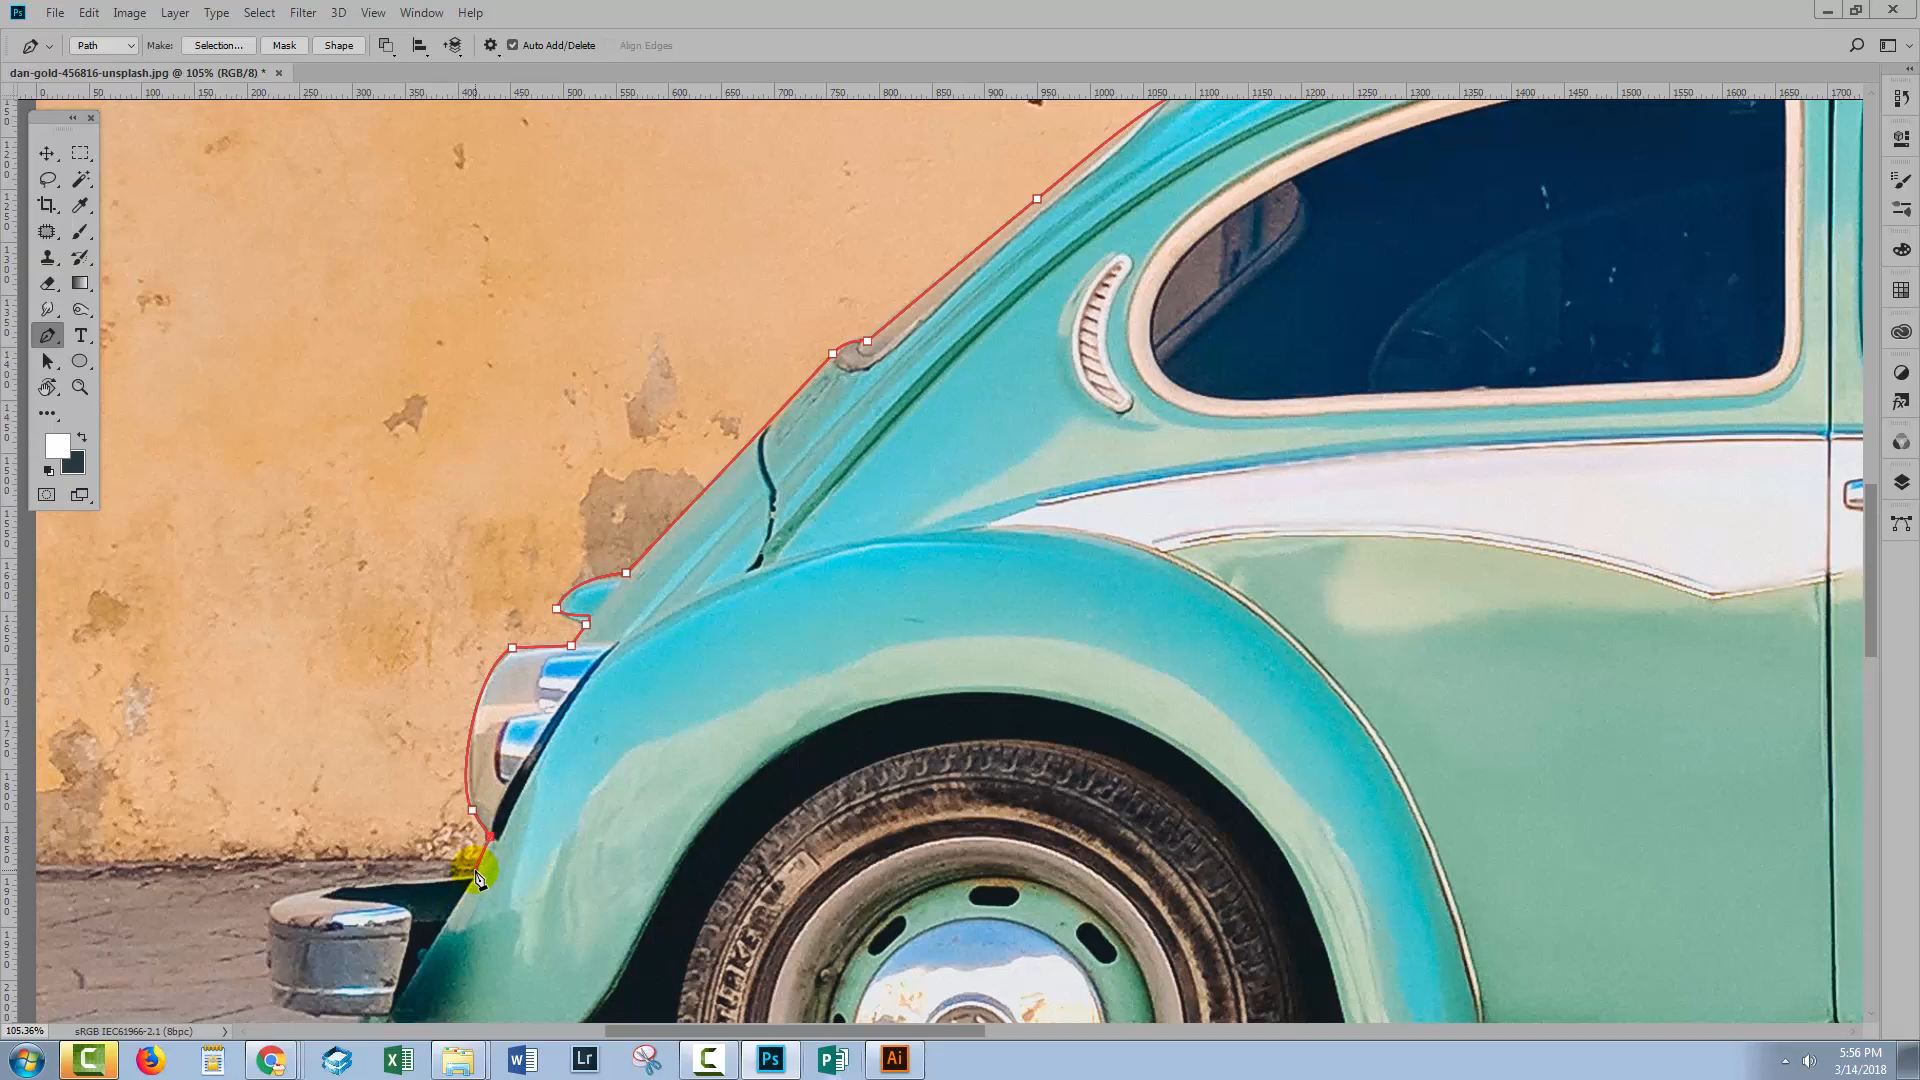 Ps File Edit Image Layer Type Select Filter 3D View Window Help
Path Make: Selection... Mask Shape Auto Add/Delete Align Edges
dan-gold-456816-unsplash.jpg @ 105% (RGB/8) * ×
0 50 100 150 200 250 300 350 400 450 500 550 600 650 700 750 800 850 900 950 1000 1050 1100 1150 1200 1250 1300 1350 1400 1450 1500 1550 1600 1650 1700
T
105.36% sRGB IEC61966-2.1 (8bpc)
Lr Ps Ai
5:56 PM
3/14/2018